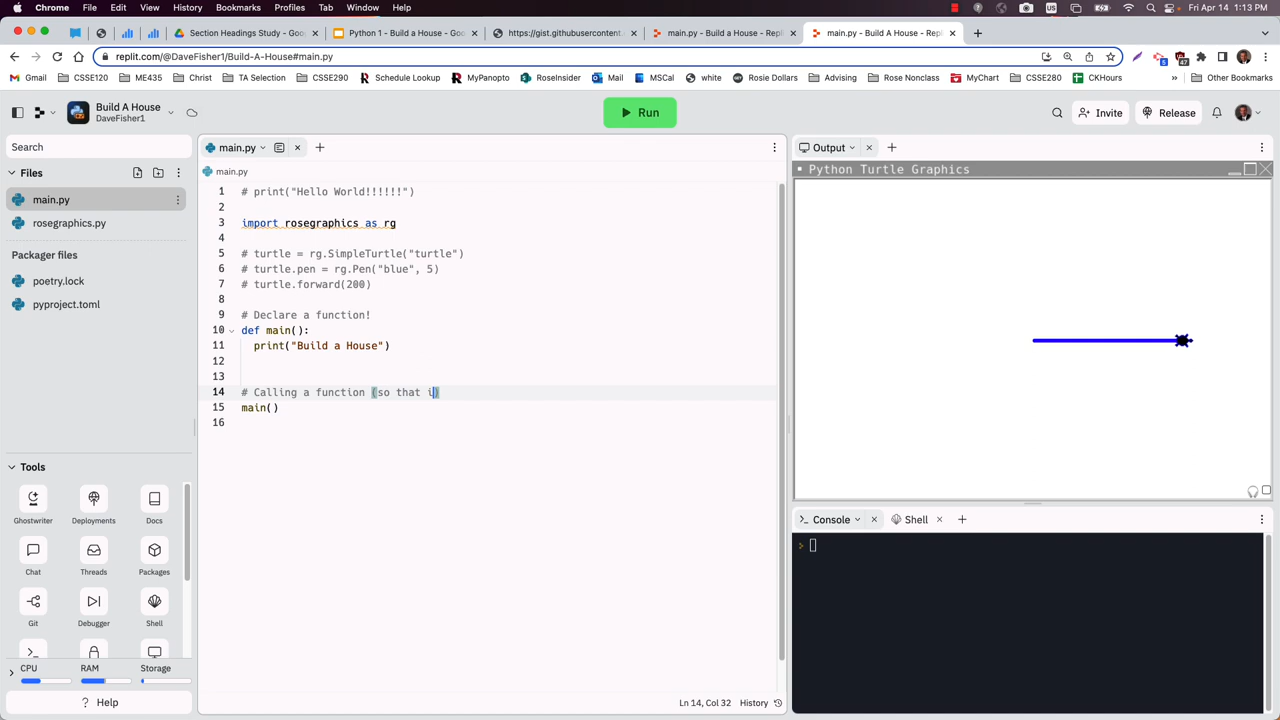 Chrome File Edit View History Bookmarks Profiles Tab Window Help Fri Apr 14 1:13 PM
Section Headings Study - Goo Python 1 - Build a House - Goo https://gist.githubusercontent. main.py - Build a House - Repl main.py - Build A House - Repl
replit.com/@DaveFisher1/Build-A-House#main.py
Gmail CSSE120 ME435 Christ TA Selection CSSE290 Schedule Lookup MyPanopto RoseInsider Mail MSCal white Rosie Dollars Advising Rose Nonclass MyChart CSSE280 CKHours » Other Bookmarks
Build A House
DaveFisher1
Run
Invite
Release
Search
Files
main.py
rosegraphics.py
Packager files
poetry.lock
pyproject.toml
Tools
Ghostwriter Deployments Docs
Chat Threads Packages
Git Debugger Shell
CPU RAM Storage
? Help
main.py
main.py
1 # print("Hello World!!!!!!")
2
3 import rosegraphics as rg
4
5 # turtle = rg.SimpleTurtle("turtle")
6 # turtle.pen = rg.Pen("blue", 5)
7 # turtle.forward(200)
8
9 # Declare a function!
10 def main():
11 print("Build a House")
12
13
14 # Calling a function (so that i)
15 main()
16
Ln 14, Col 32 History
Output
Python Turtle Graphics
Console Shell